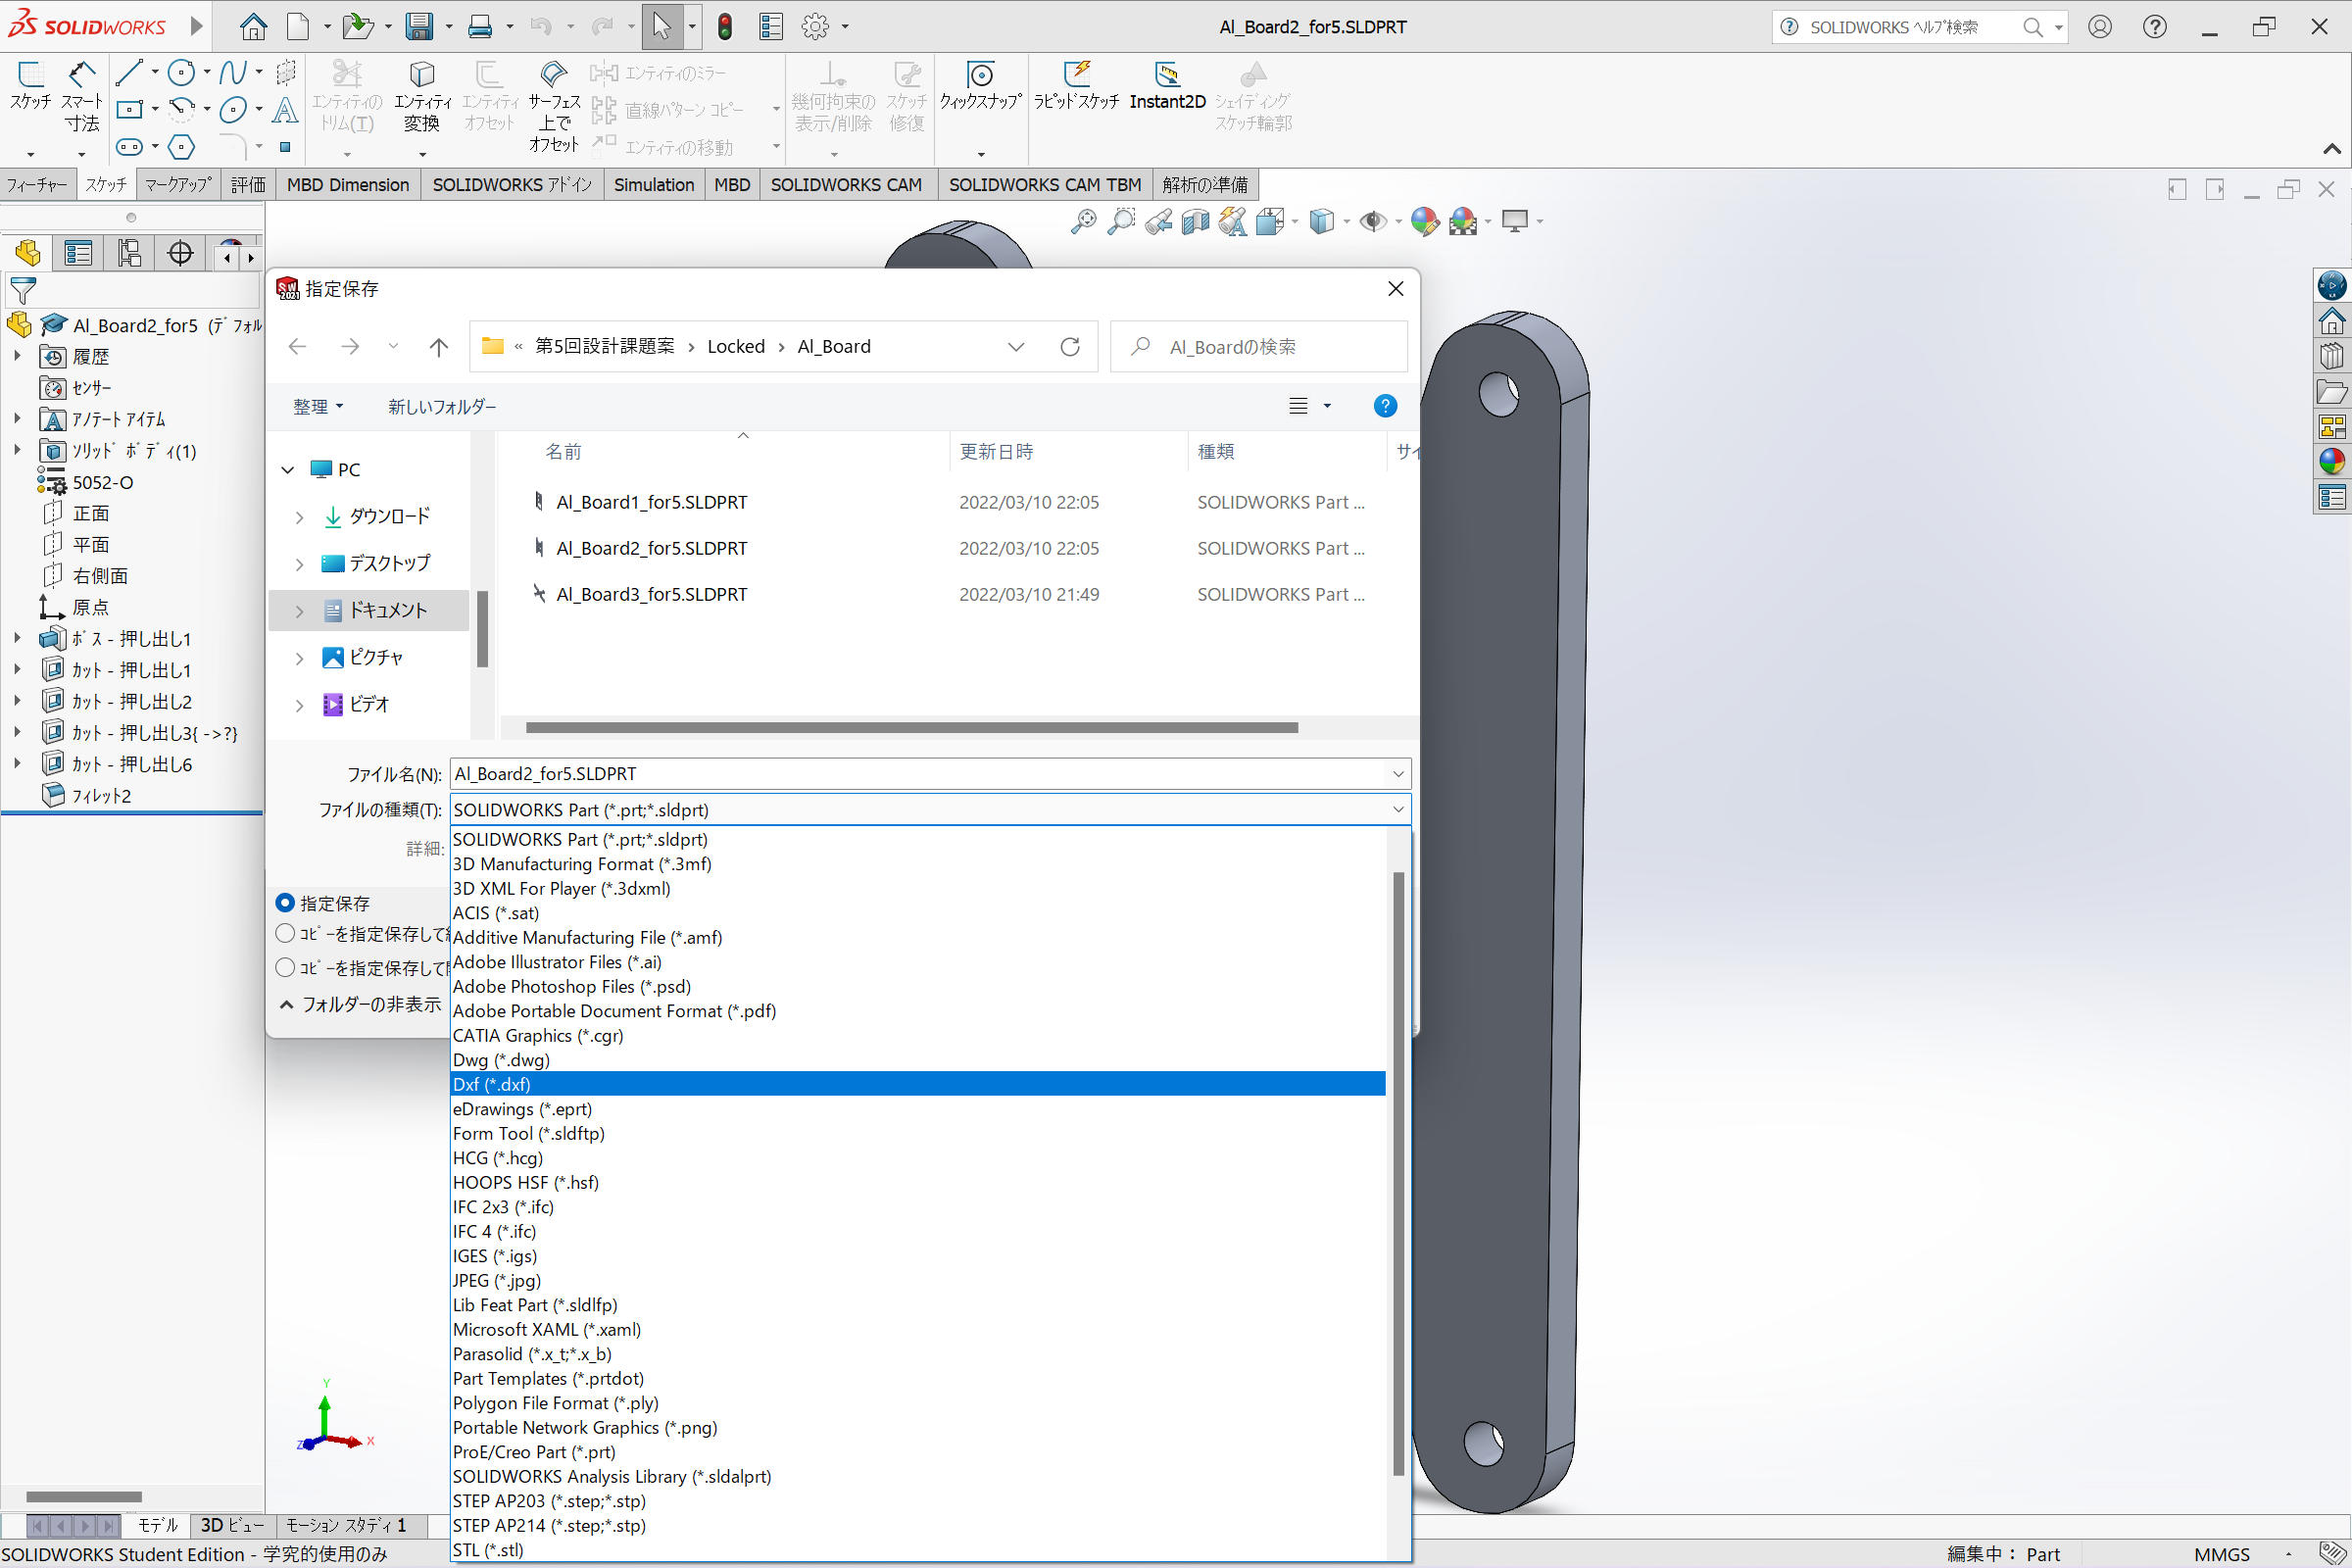 SOLIDWORKS
Al_Board2_for5.SLDPRT
SOLIDWORKS ヘルプ検索
スケッチ
スマート寸法
エンティティのトリム(T)
エンティティ変換
エンティティオフセット
サーフェス上でオフセット
エンティティのミラー
直線パターン コピー
エンティティの移動
幾何拘束の表示/削除
スケッチ修復
クィックスナップ
ラピッドスケッチ
Instant2D
シェイディングスケッチ輪郭
フィーチャー
スケッチ
マークアップ
評価
MBD Dimension
SOLIDWORKS アドイン
Simulation
MBD
SOLIDWORKS CAM
SOLIDWORKS CAM TBM
解析の準備
Al_Board2_for5 (デフォル
履歴
センサー
アノテート アイテム
ソリッド ボディ(1)
5052-O
正面
平面
右側面
原点
ボス - 押し出し1
カット - 押し出し1
カット - 押し出し2
カット - 押し出し3{ ->?}
カット - 押し出し6
フィレット2
指定保存
« 第5回設計課題案 › Locked › Al_Board
Al_Boardの検索
整理
新しいフォルダー
PC
ダウンロード
デスクトップ
ドキュメント
ピクチャ
ビデオ
名前 更新日時 種類 サイ
Al_Board1_for5.SLDPRT 2022/03/10 22:05 SOLIDWORKS Part ...
Al_Board2_for5.SLDPRT 2022/03/10 22:05 SOLIDWORKS Part ...
Al_Board3_for5.SLDPRT 2022/03/10 21:49 SOLIDWORKS Part ...
ファイル名(N): Al_Board2_for5.SLDPRT
ファイルの種類(T): SOLIDWORKS Part (*.prt;*.sldprt)
詳細:
指定保存
コピーを指定保存して
コピーを指定保存して
フォルダーの非表示
SOLIDWORKS Part (*.prt;*.sldprt)
3D Manufacturing Format (*.3mf)
3D XML For Player (*.3dxml)
ACIS (*.sat)
Additive Manufacturing File (*.amf)
Adobe Illustrator Files (*.ai)
Adobe Photoshop Files (*.psd)
Adobe Portable Document Format (*.pdf)
CATIA Graphics (*.cgr)
Dwg (*.dwg)
Dxf (*.dxf)
eDrawings (*.eprt)
Form Tool (*.sldftp)
HCG (*.hcg)
HOOPS HSF (*.hsf)
IFC 2x3 (*.ifc)
IFC 4 (*.ifc)
IGES (*.igs)
JPEG (*.jpg)
Lib Feat Part (*.sldlfp)
Microsoft XAML (*.xaml)
Parasolid (*.x_t;*.x_b)
Part Templates (*.prtdot)
Polygon File Format (*.ply)
Portable Network Graphics (*.png)
ProE/Creo Part (*.prt)
SOLIDWORKS Analysis Library (*.sldalprt)
STEP AP203 (*.step;*.stp)
STEP AP214 (*.step;*.stp)
STL (*.stl)
Y
Z
X
モデル
3D ビュー
モーション スタディ 1
SOLIDWORKS Student Edition - 学究的使用のみ
編集中： Part
MMGS